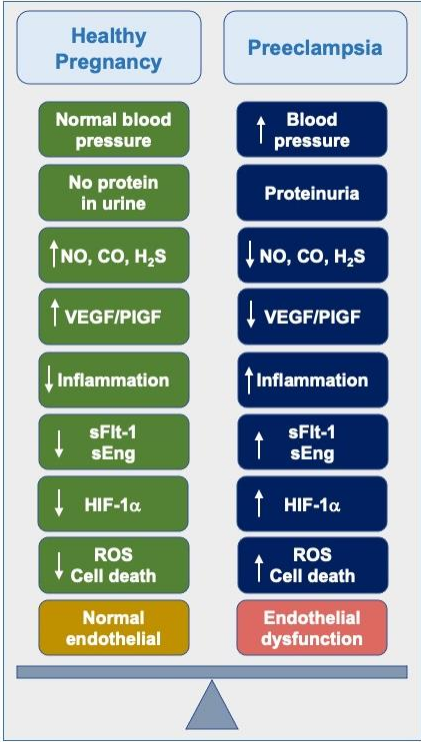 Healthy
Pregnancy
Preeclampsia
Normal blood
pressure
↑ Blood
pressure
No protein
in urine
Proteinuria
↑ NO, CO, H₂S
↓ NO, CO, H₂S
↑ VEGF/PIGF
↓ VEGF/PIGF
↓ Inflammation
↑ Inflammation
↓ sFlt-1
sEng
↑ sFlt-1
sEng
↓ HIF-1α
↑ HIF-1α
↓ ROS
Cell death
↑ ROS
Cell death
Normal
endothelial
Endothelial
dysfunction